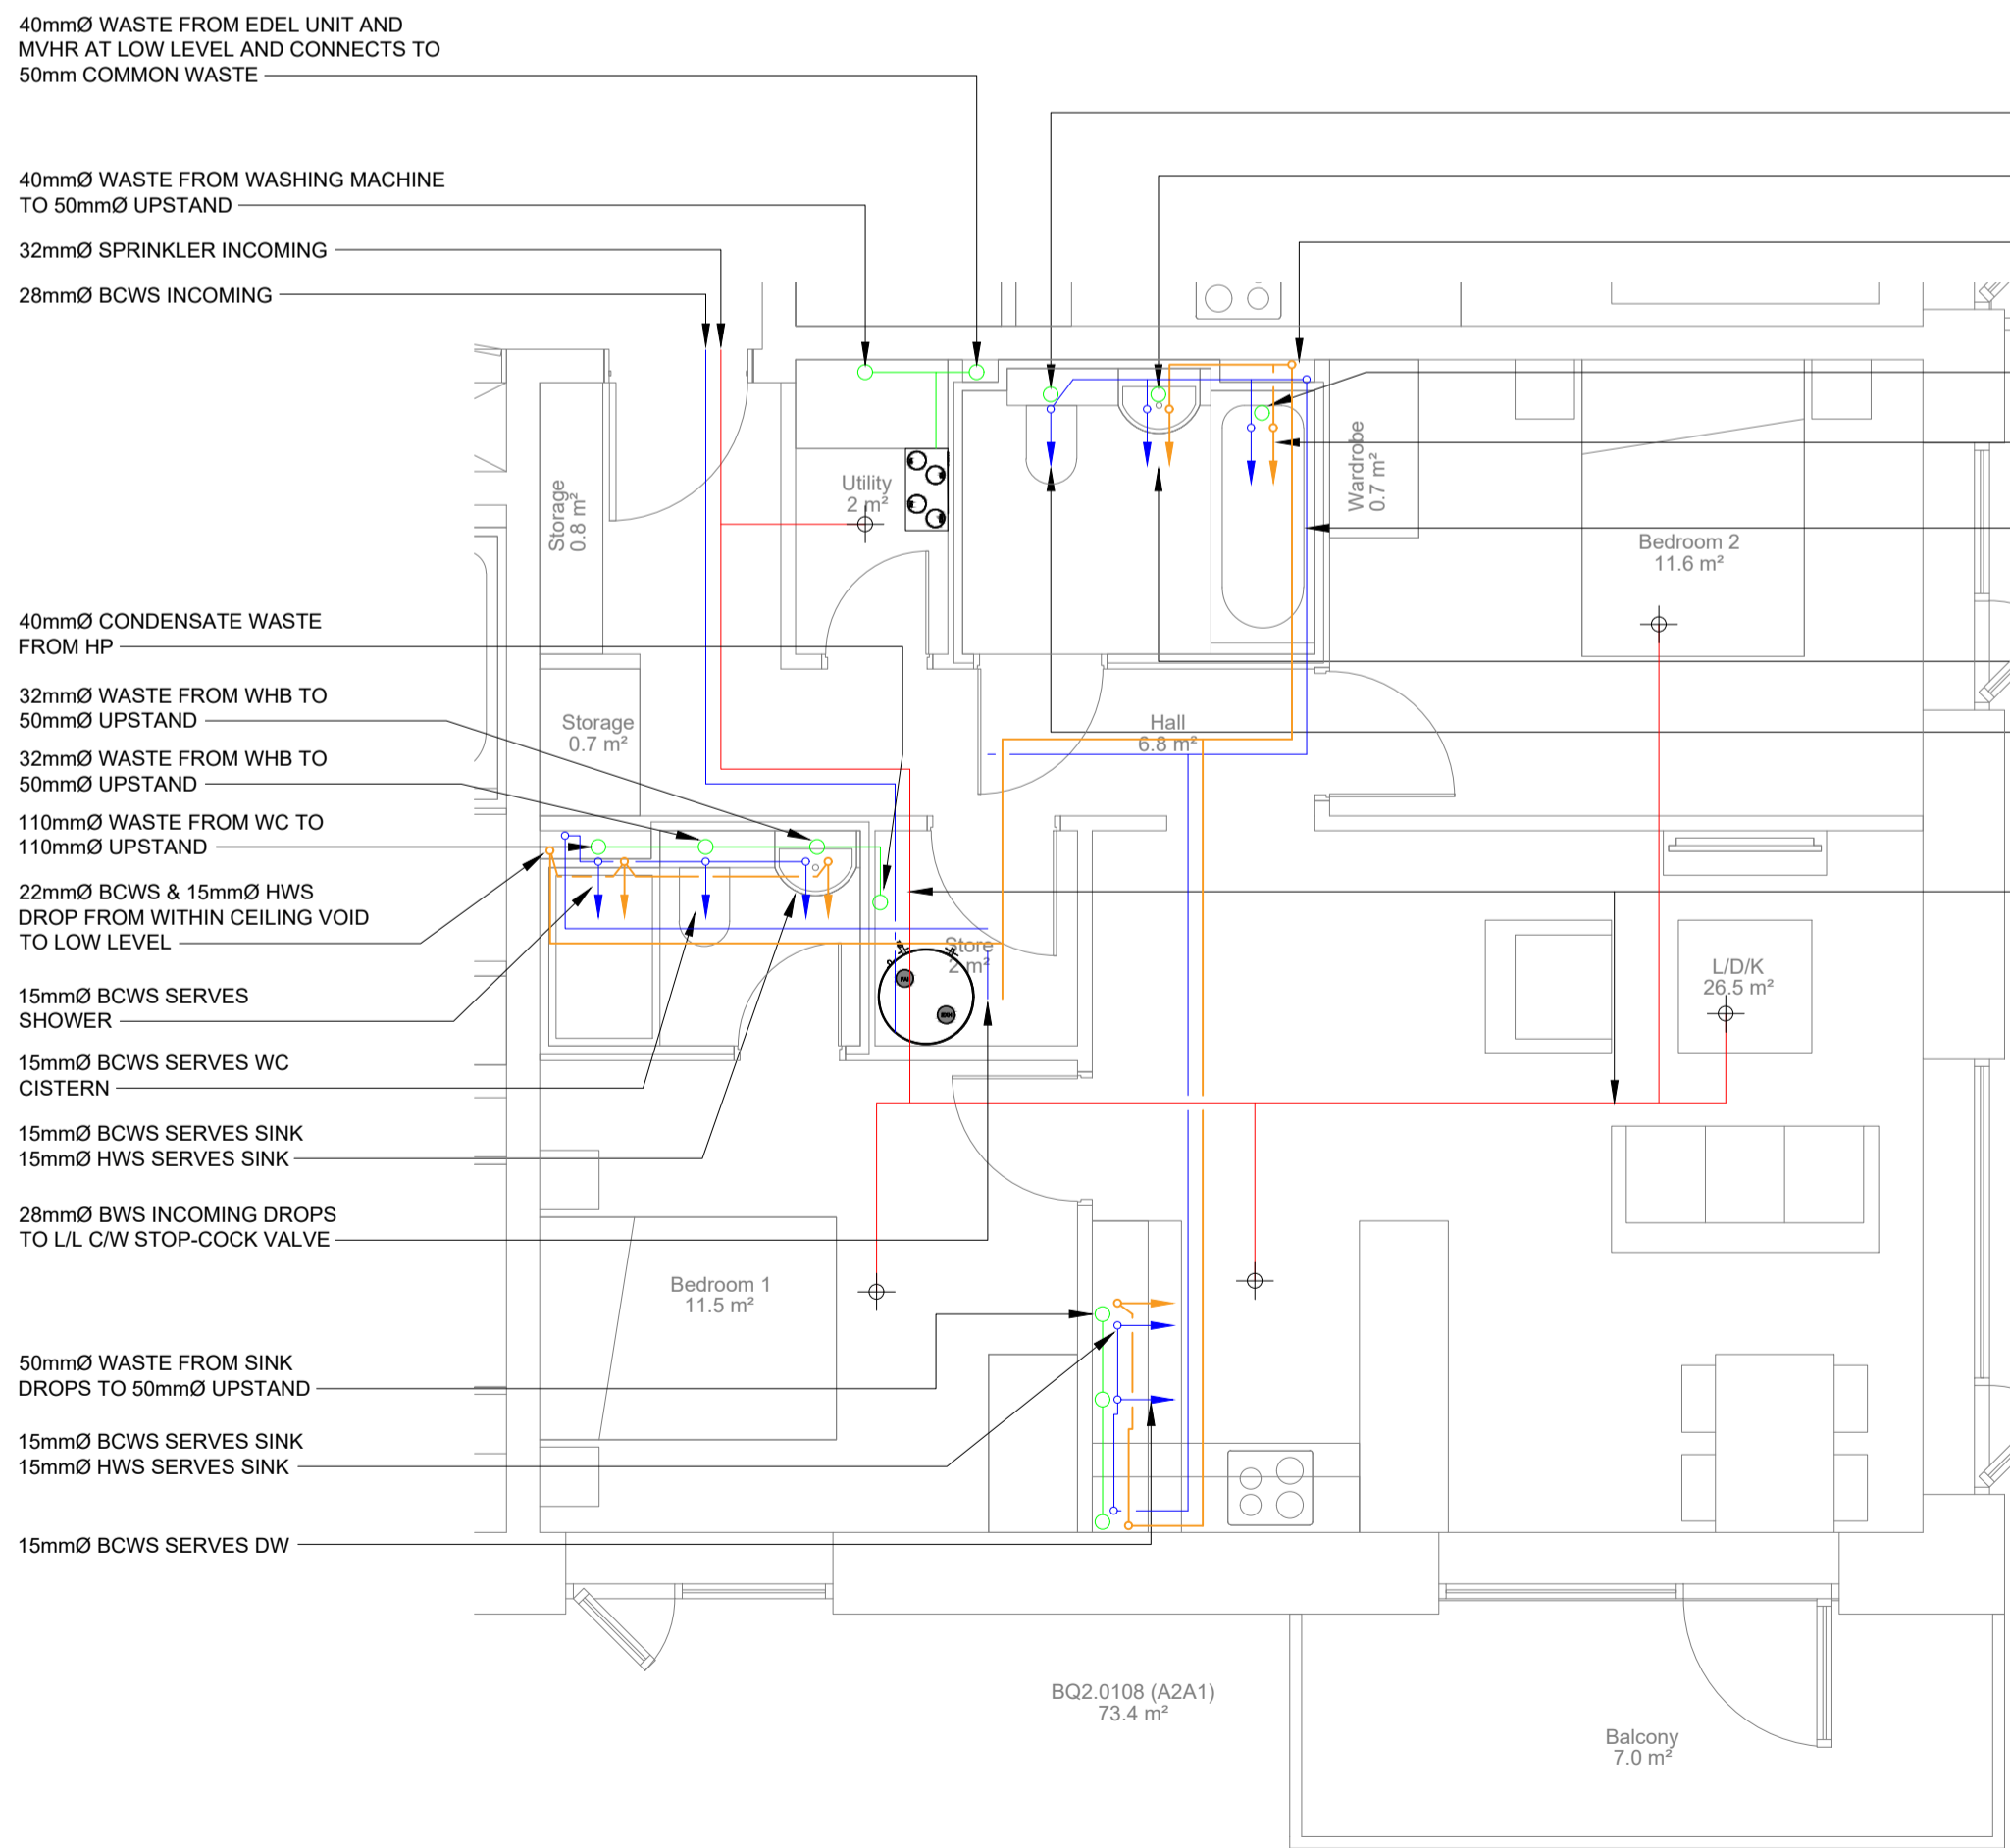 40mmØ WASTE FROM EDEL UNIT AND
MVHR AT LOW LEVEL AND CONNECTS TO
50mm COMMON WASTE
40mmØ WASTE FROM WASHING MACHINE
TO 50mmØ UPSTAND
32mmØ SPRINKLER INCOMING
28mmØ BCWS INCOMING
40mmØ CONDENSATE WASTE
FROM HP
32mmØ WASTE FROM WHB TO
50mmØ UPSTAND
32mmØ WASTE FROM WHB TO
50mmØ UPSTAND
110mmØ WASTE FROM WC TO
110mmØ UPSTAND
22mmØ BCWS & 15mmØ HWS
DROP FROM WITHIN CEILING VOID
TO LOW LEVEL
15mmØ BCWS SERVES
SHOWER
15mmØ BCWS SERVES WC
CISTERN
15mmØ BCWS SERVES SINK
15mmØ HWS SERVES SINK
28mmØ BWS INCOMING DROPS
TO L/L C/W STOP-COCK VALVE
50mmØ WASTE FROM SINK
DROPS TO 50mmØ UPSTAND
15mmØ BCWS SERVES SINK
15mmØ HWS SERVES SINK
15mmØ BCWS SERVES DW
Storage
0.8 m²
Utility
2 m²
Wardrobe
0.7 m²
Bedroom 2
11.6 m²
Storage
0.7 m²
Hall
6.8 m²
Store
2 m²
L/D/K
26.5 m²
Bedroom 1
11.5 m²
BQ2.0108 (A2A1)
73.4 m²
Balcony
7.0 m²